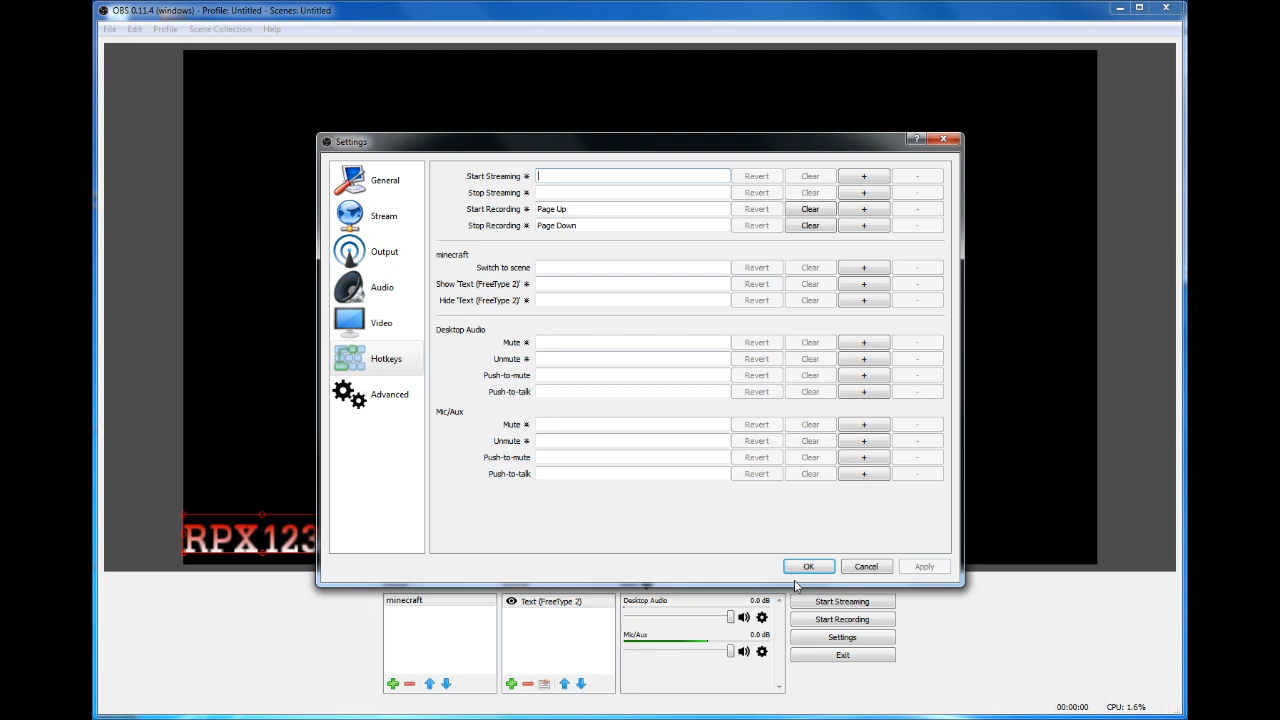 OBS 0.11.4 (windows) - Profile: Untitled - Scenes: Untitled
File Edit Profile Scene Collection Help
Settings
General
Stream
Output
Audio
Video
Hotkeys
Advanced
Start Streaming * Revert Clear + -
Stop Streaming * Revert Clear + -
Start Recording * Page Up Revert Clear + -
Stop Recording * Page Down Revert Clear + -
minecraft
Switch to scene Revert Clear + -
Show 'Text (FreeType 2)' * Revert Clear + -
Hide 'Text (FreeType 2)' * Revert Clear + -
Desktop Audio
Mute * Revert Clear + -
Unmute * Revert Clear + -
Push-to-mute Revert Clear + -
Push-to-talk Revert Clear + -
Mic/Aux
Mute * Revert Clear + -
Unmute * Revert Clear + -
Push-to-mute Revert Clear + -
Push-to-talk Revert Clear + -
OK Cancel Apply
RPX123
minecraft
Text (FreeType 2)
Desktop Audio 0.0 dB
Mic/Aux 0.0 dB
Start Streaming
Start Recording
Settings
Exit
00:00:00 CPU: 1.6%